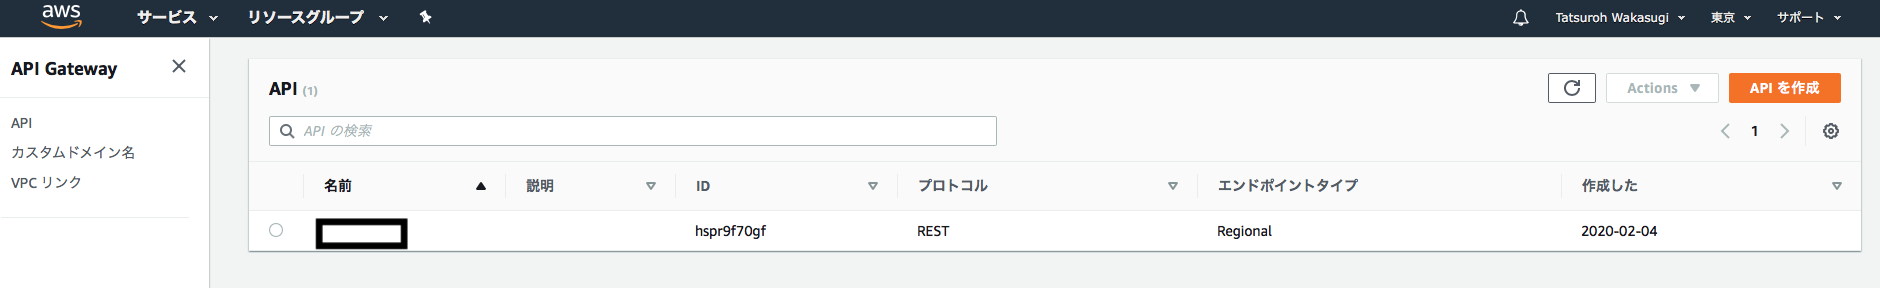 aws サービス リソースグループ Tatsuroh Wakasugi 東京 サポート
API Gateway
API
カスタムドメイン名
VPC リンク
API (1) Actions API を作成
API の検索 1
名前 説明 ID プロトコル エンドポイントタイプ 作成した
hspr9f70gf REST Regional 2020-02-04